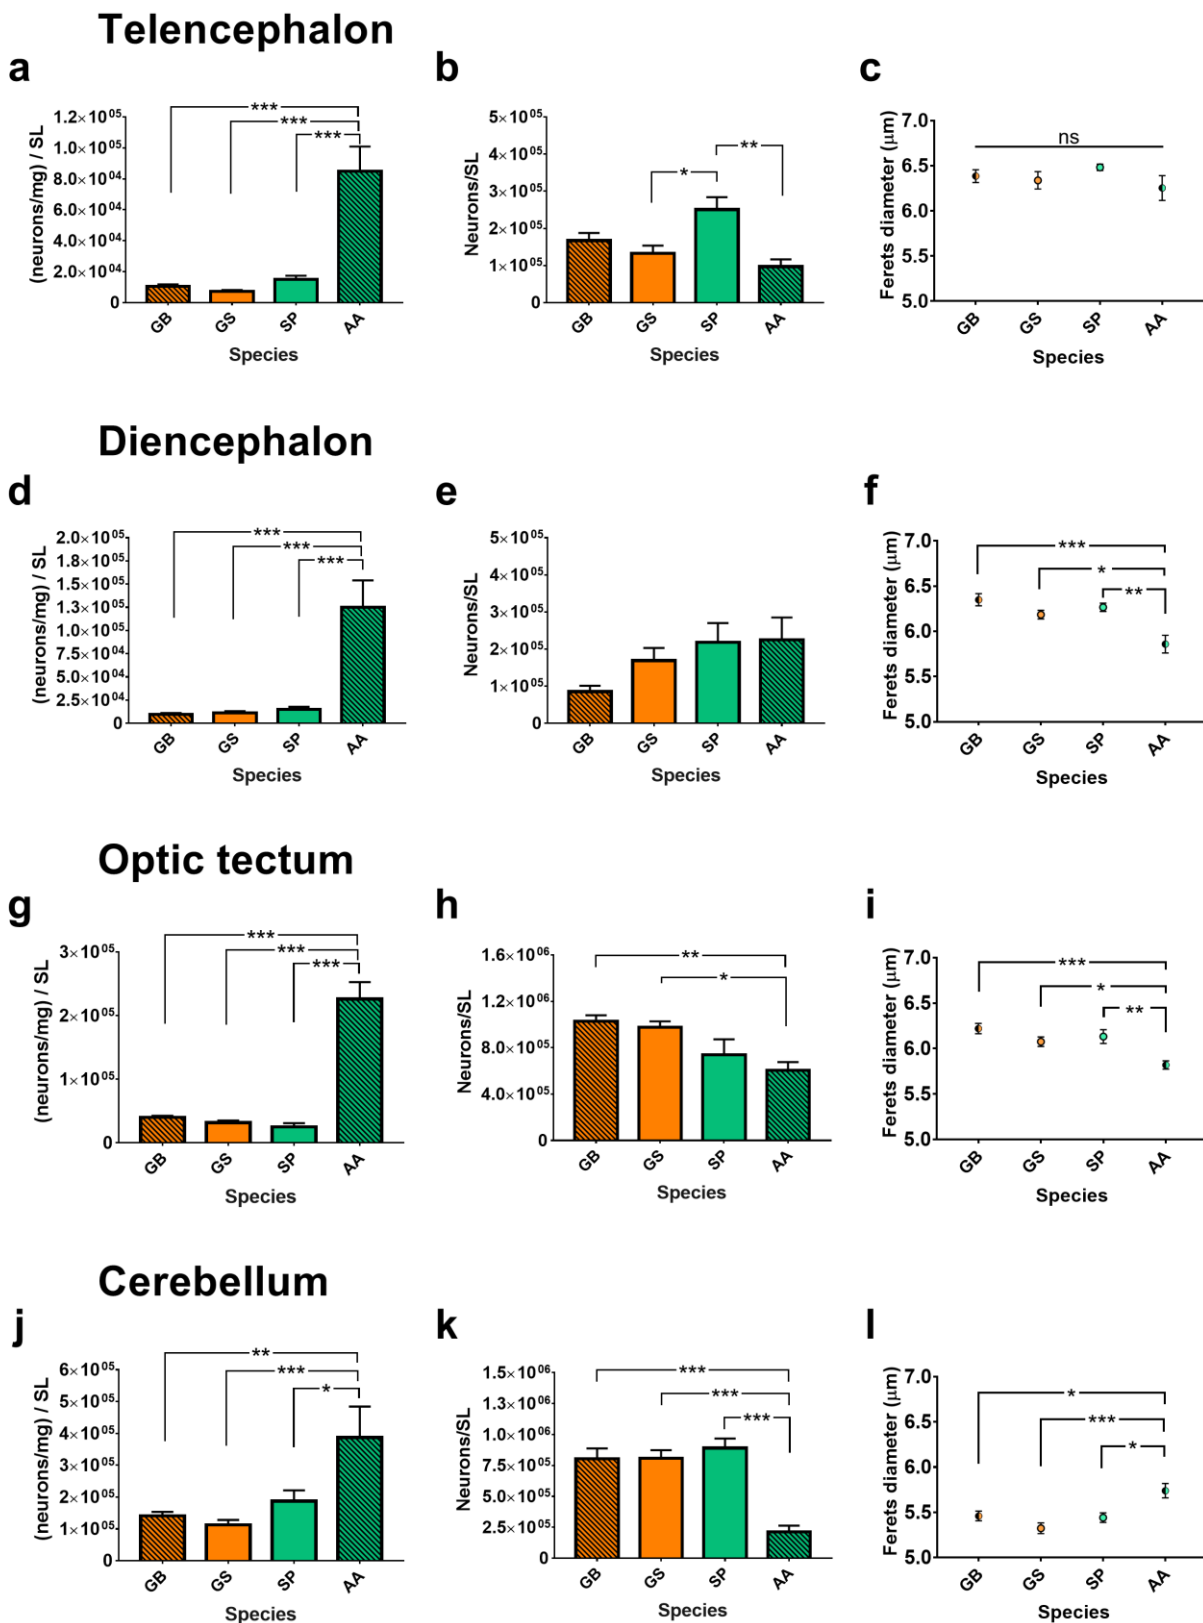 Telencephalon
a
b
c
(neurons/mg) / SL
1.2×10⁰⁵
1.0×10⁰⁵
8.0×10⁰⁴
6.0×10⁰⁴
4.0×10⁰⁴
2.0×10⁰⁴
0
***
***
***
GB GS SP AA
Species
Neurons/SL
5×10⁰⁵
4×10⁰⁵
3×10⁰⁵
2×10⁰⁵
1×10⁰⁵
0
*
**
GB GS SP AA
Species
Ferets diameter (μm)
7.0
6.5
6.0
5.5
5.0
ns
GB GS SP AA
Species
Diencephalon
d
e
f
(neurons/mg) / SL
2.0×10⁰⁵
1.75×10⁰⁵
1.5×10⁰⁵
1.3×10⁰⁵
1.0×10⁰⁵
7.5×10⁰⁴
5.0×10⁰⁴
2.5×10⁰⁴
0
***
***
***
GB GS SP AA
Species
Neurons/SL
5×10⁰⁵
4×10⁰⁵
3×10⁰⁵
2×10⁰⁵
1×10⁰⁵
0
GB GS SP AA
Species
Ferets diameter (μm)
7.0
6.5
6.0
5.5
5.0
***
*
**
GB GS SP AA
Species
Optic tectum
g
h
i
(neurons/mg) / SL
3×10⁰⁵
2×10⁰⁵
1×10⁰⁵
0
***
***
***
GB GS SP AA
Species
Neurons/SL
1.6×10⁰⁶
1.2×10⁰⁶
8.0×10⁰⁵
4.0×10⁰⁵
0
**
*
GB GS SP AA
Species
Ferets diameter (μm)
7.0
6.5
6.0
5.5
5.0
***
*
**
GB GS SP AA
Species
Cerebellum
j
k
l
(neurons/mg) / SL
6×10⁰⁵
5×10⁰⁵
4×10⁰⁵
3×10⁰⁵
2×10⁰⁵
1×10⁰⁵
0
**
***
*
GB GS SP AA
Species
Neurons/SL
1.5×10⁰⁶
1.3×10⁰⁶
1.0×10⁰⁶
7.5×10⁰⁵
5.0×10⁰⁵
2.5×10⁰⁵
0
***
***
***
GB GS SP AA
Species
Ferets diameter (μm)
7.0
6.5
6.0
5.5
5.0
*
***
*
GB GS SP AA
Species